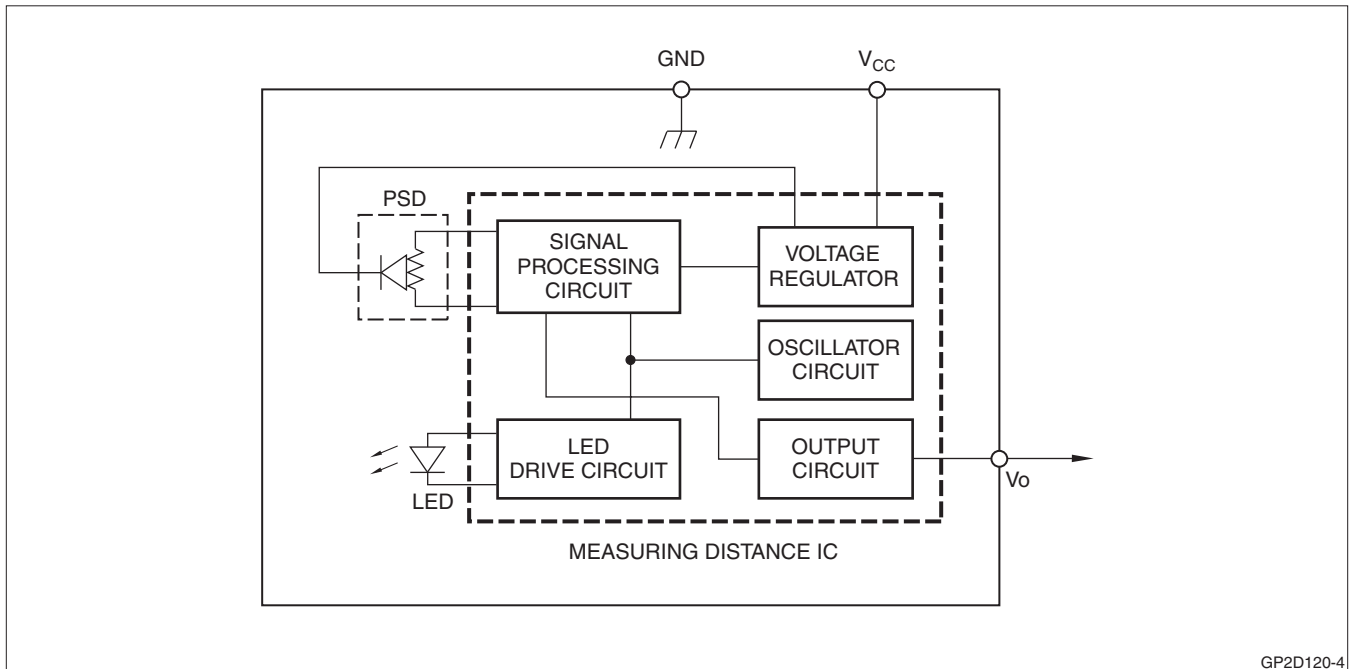 GND
VCC
PSD
SIGNAL
PROCESSING
CIRCUIT
VOLTAGE
REGULATOR
OSCILLATOR
CIRCUIT
LED
DRIVE CIRCUIT
OUTPUT
CIRCUIT
LED
Vo
MEASURING DISTANCE IC
GP2D120-4